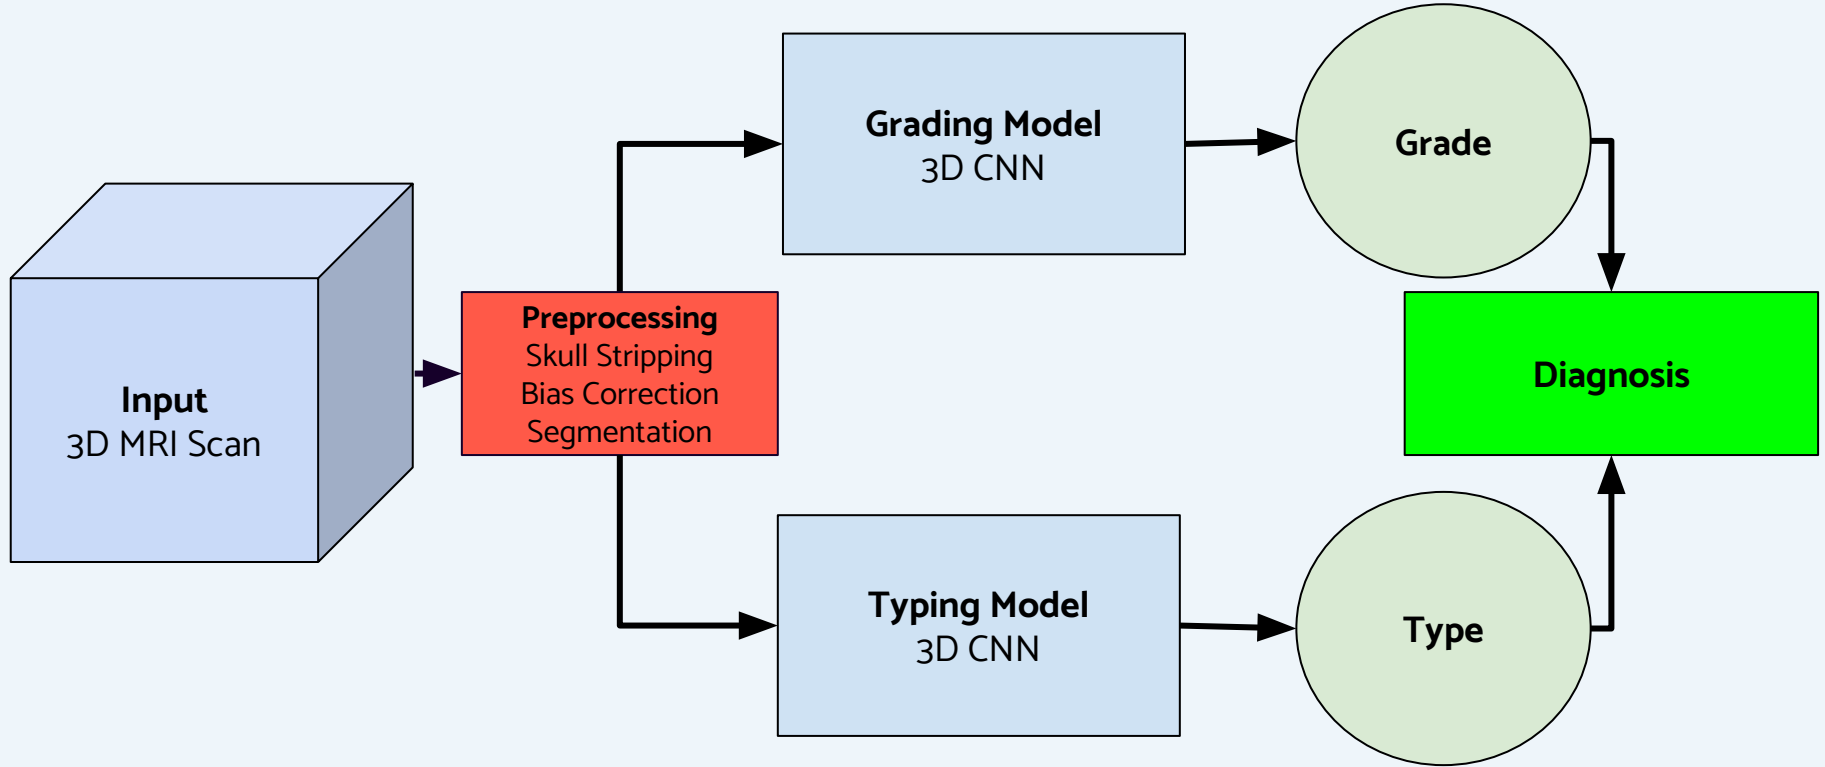 Input
3D MRI Scan
Preprocessing
Skull Stripping
Bias Correction
Segmentation
Grading Model
3D CNN
Grade
Typing Model
3D CNN
Type
Diagnosis